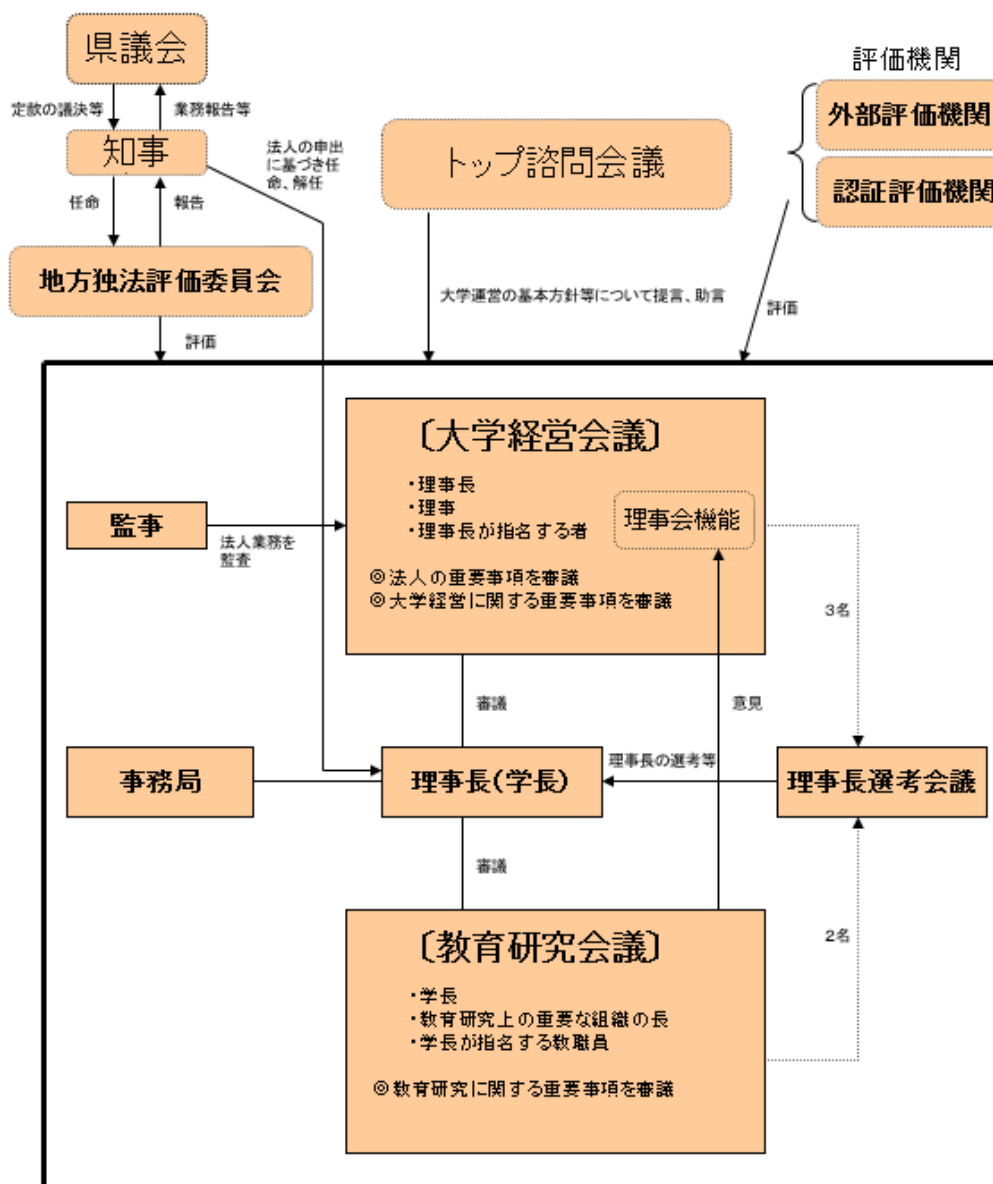 県議会
評価機関
外部評価機関
定款の議決等
業務報告等
知事
法人の申出
に基づき任
命、解任
トップ諮問会議
認証評価機関
任命
報告
地方独法評価委員会
大学運営の基本方針等について提言、助言
評価
評価
〔大学経営会議〕
・理事長
・理事
・理事長が指名する者
理事会機能
監事
法人業務を
監査
◎法人の重要事項を審議
◎大学経営に関する重要事項を審議
3名
審議
意見
事務局
理事長(学長)
理事長の選考等
理事長選考会議
審議
〔教育研究会議〕
2名
・学長
・教育研究上の重要な組織の長
・学長が指名する教職員
◎教育研究に関する重要事項を審議